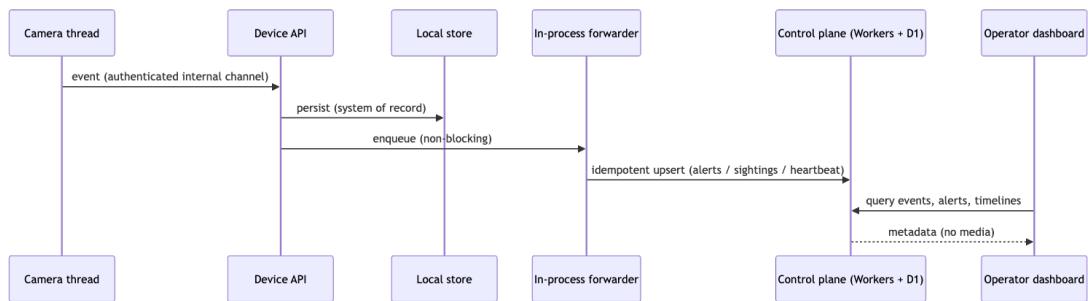 Camera thread
Device API
Local store
In-process forwarder
Control plane (Workers + D1)
Operator dashboard
event (authenticated internal channel)
persist (system of record)
enqueue (non-blocking)
idempotent upsert (alerts / sightings / heartbeat)
query events, alerts, timelines
metadata (no media)
Camera thread
Device API
Local store
In-process forwarder
Control plane (Workers + D1)
Operator dashboard